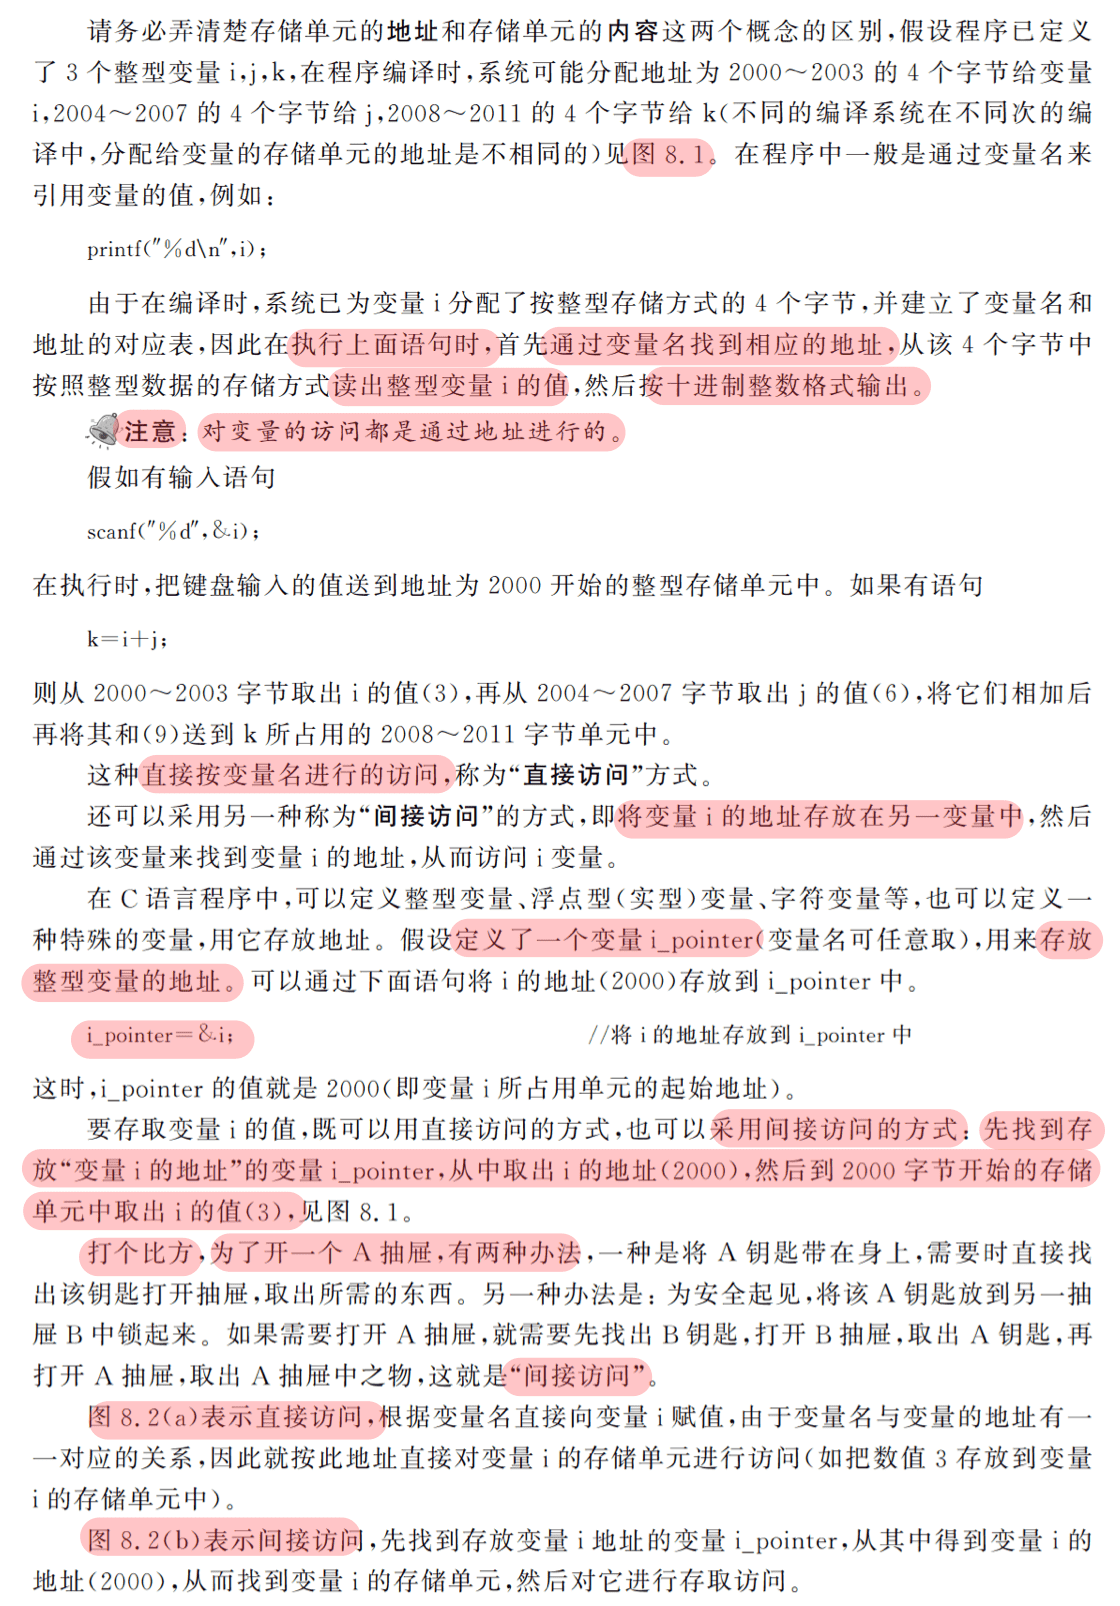 请务必弄清楚存储单元的地址和存储单元的内容这两个概念的区别,假设程序已定义
了 3 个整型变量 i,j,k,在程序编译时,系统可能分配地址为 2000～2003 的 4 个字节给变量
i,2004～2007 的 4 个字节给 j,2008～2011 的 4 个字节给 k(不同的编译系统在不同次的编
译中,分配给变量的存储单元的地址是不相同的)见图 8.1。在程序中一般是通过变量名来
引用变量的值,例如:
printf("%d\n",i);
由于在编译时,系统已为变量 i 分配了按整型存储方式的 4 个字节,并建立了变量名和
地址的对应表,因此在执行上面语句时,首先通过变量名找到相应的地址,从该 4 个字节中
按照整型数据的存储方式读出整型变量 i 的值,然后按十进制整数格式输出。
注意:对变量的访问都是通过地址进行的。
假如有输入语句
scanf("%d",&i);
在执行时,把键盘输入的值送到地址为 2000 开始的整型存储单元中。如果有语句
k=i+j;
则从 2000～2003 字节取出 i 的值(3),再从 2004～2007 字节取出 j 的值(6),将它们相加后
再将其和(9)送到 k 所占用的 2008～2011 字节单元中。
这种直接按变量名进行的访问,称为“直接访问”方式。
还可以采用另一种称为“间接访问”的方式,即将变量 i 的地址存放在另一变量中,然后
通过该变量来找到变量 i 的地址,从而访问 i 变量。
在 C 语言程序中,可以定义整型变量、浮点型(实型)变量、字符变量等,也可以定义一
种特殊的变量,用它存放地址。假设定义了一个变量 i_pointer(变量名可任意取),用来存放
整型变量的地址。可以通过下面语句将 i 的地址(2000)存放到 i_pointer 中。
i_pointer=&i; //将 i 的地址存放到 i_pointer 中
这时,i_pointer 的值就是 2000(即变量 i 所占用单元的起始地址)。
要存取变量 i 的值,既可以用直接访问的方式,也可以采用间接访问的方式:先找到存
放“变量 i 的地址”的变量 i_pointer,从中取出 i 的地址(2000),然后到 2000 字节开始的存储
单元中取出 i 的值(3),见图 8.1。
打个比方,为了开一个 A 抽屉,有两种办法,一种是将 A 钥匙带在身上,需要时直接找
出该钥匙打开抽屉,取出所需的东西。另一种办法是:为安全起见,将该 A 钥匙放到另一抽
屉 B 中锁起来。如果需要打开 A 抽屉,就需要先找出 B 钥匙,打开 B 抽屉,取出 A 钥匙,再
打开 A 抽屉,取出 A 抽屉中之物,这就是“间接访问”。
图 8.2(a)表示直接访问,根据变量名直接向变量 i 赋值,由于变量名与变量的地址有一
一对应的关系,因此就按此地址直接对变量 i 的存储单元进行访问(如把数值 3 存放到变量
i 的存储单元中)。
图 8.2(b)表示间接访问,先找到存放变量 i 地址的变量 i_pointer,从其中得到变量 i 的
地址(2000),从而找到变量 i 的存储单元,然后对它进行存取访问。